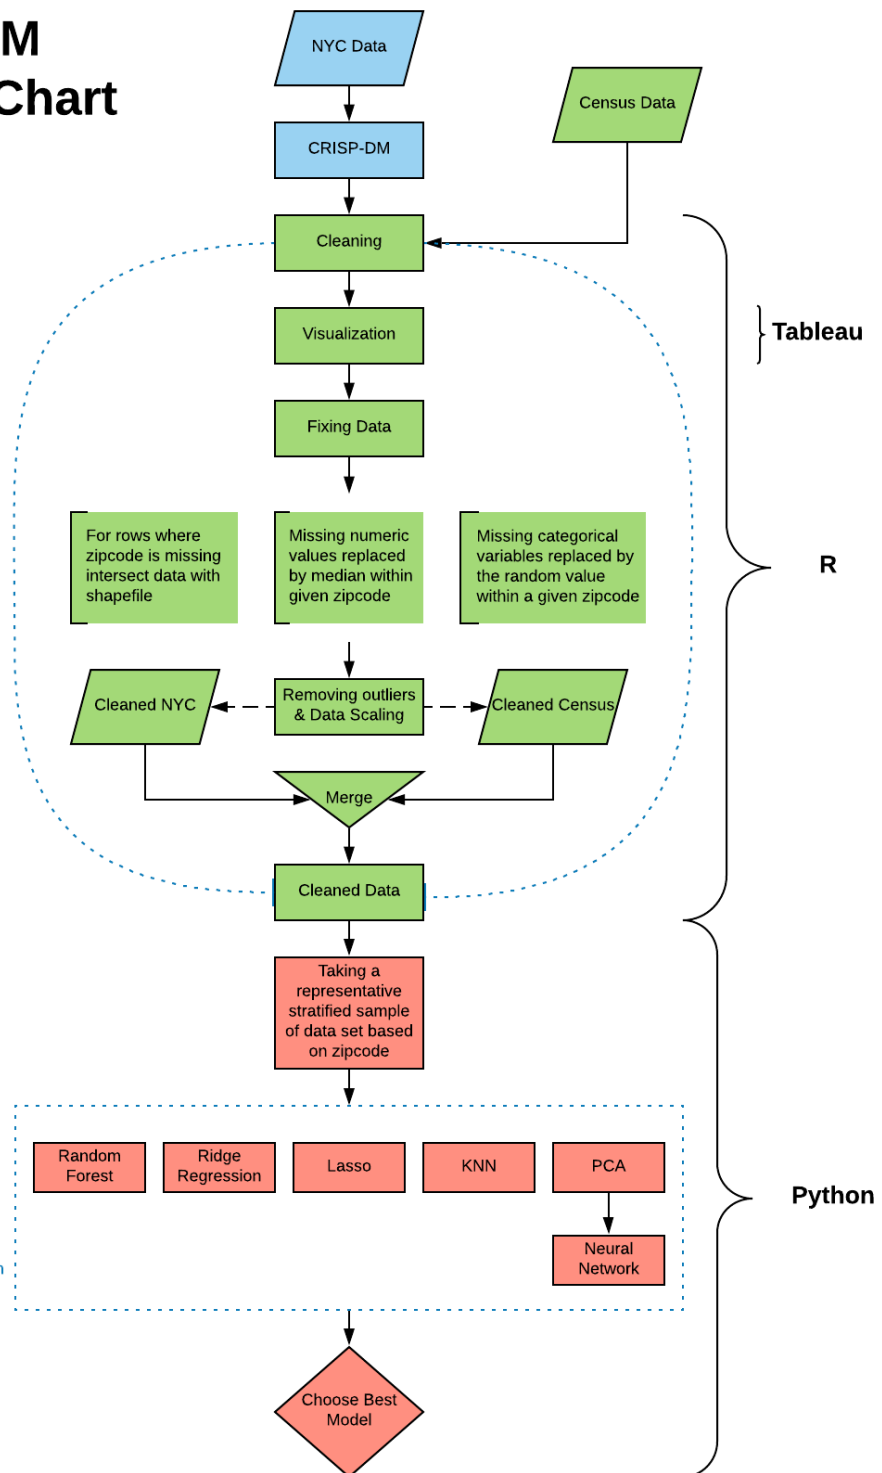 M
Chart
NYC Data
Census Data
CRISP-DM
Cleaning
Visualization
Tableau
Fixing Data
For rows where
zipcode is missing
intersect data with
shapefile
Missing numeric
values replaced
by median within
given zipcode
Missing categorical
variables replaced by
the random value
within a given zipcode
R
Cleaned NYC
Removing outliers
& Data Scaling
Cleaned Census
Merge
Cleaned Data
Taking a
representative
stratified sample
of data set based
on zipcode
Random
Forest
Ridge
Regression
Lasso
KNN
PCA
Python
Neural
Network
Choose Best
Model